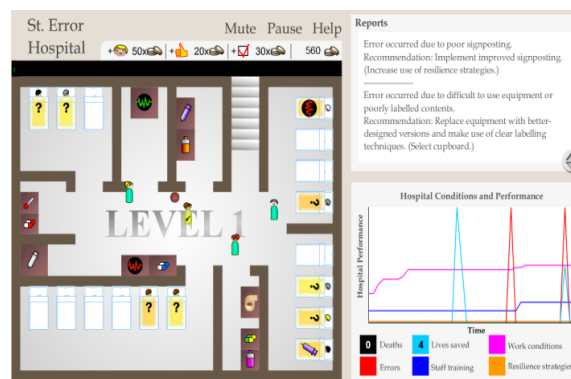 St. Error
Hospital
Mute Pause Help
+ 50x + 20x + 30x 560
LEVEL 1
? ?
? ?
?
?
?
?
Reports
Error occurred due to poor signposting.
Recommendation: Implement improved signposting.
(Increase use of resilience strategies.)
--------------------
Error occurred due to difficult to use equipment or
poorly labelled contents.
Recommendation: Replace equipment with better-
designed versions and make use of clear labelling
techniques. (Select cupboard.)
Hospital Conditions and Performance
Hospital Performance
Time
0 Deaths 4 Lives saved Work conditions
Errors Staff training Resilience strategies